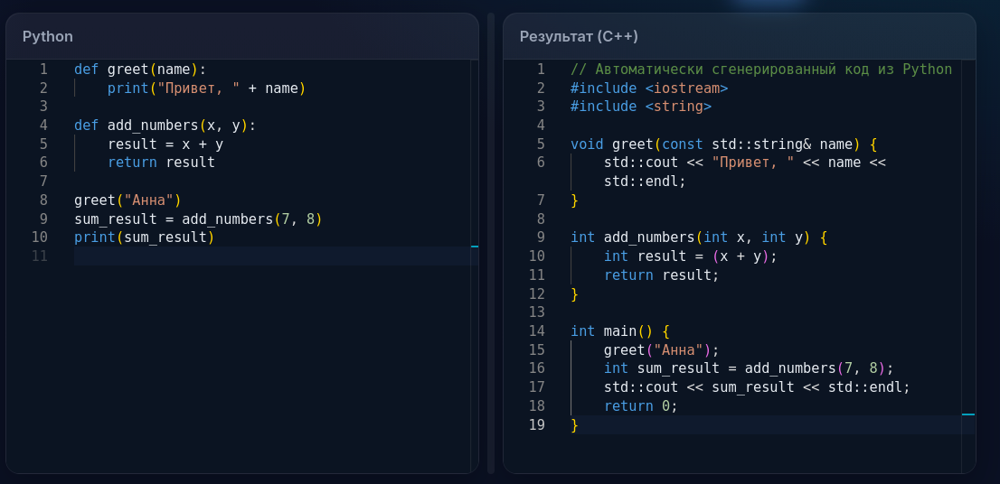 Python
1 def greet(name):
2     print("Привет, " + name)
3
4 def add_numbers(x, y):
5     result = x + y
6     return result
7
8 greet("Анна")
9 sum_result = add_numbers(7, 8)
10 print(sum_result)
11
Результат (C++)
1 // Автоматически сгенерированный код из Python
2 #include <iostream>
3 #include <string>
4
5 void greet(const std::string& name) {
6     std::cout << "Привет, " << name <<
    std::endl;
7 }
8
9 int add_numbers(int x, int y) {
10     int result = (x + y);
11     return result;
12 }
13
14 int main() {
15     greet("Анна");
16     int sum_result = add_numbers(7, 8);
17     std::cout << sum_result << std::endl;
18     return 0;
19 }